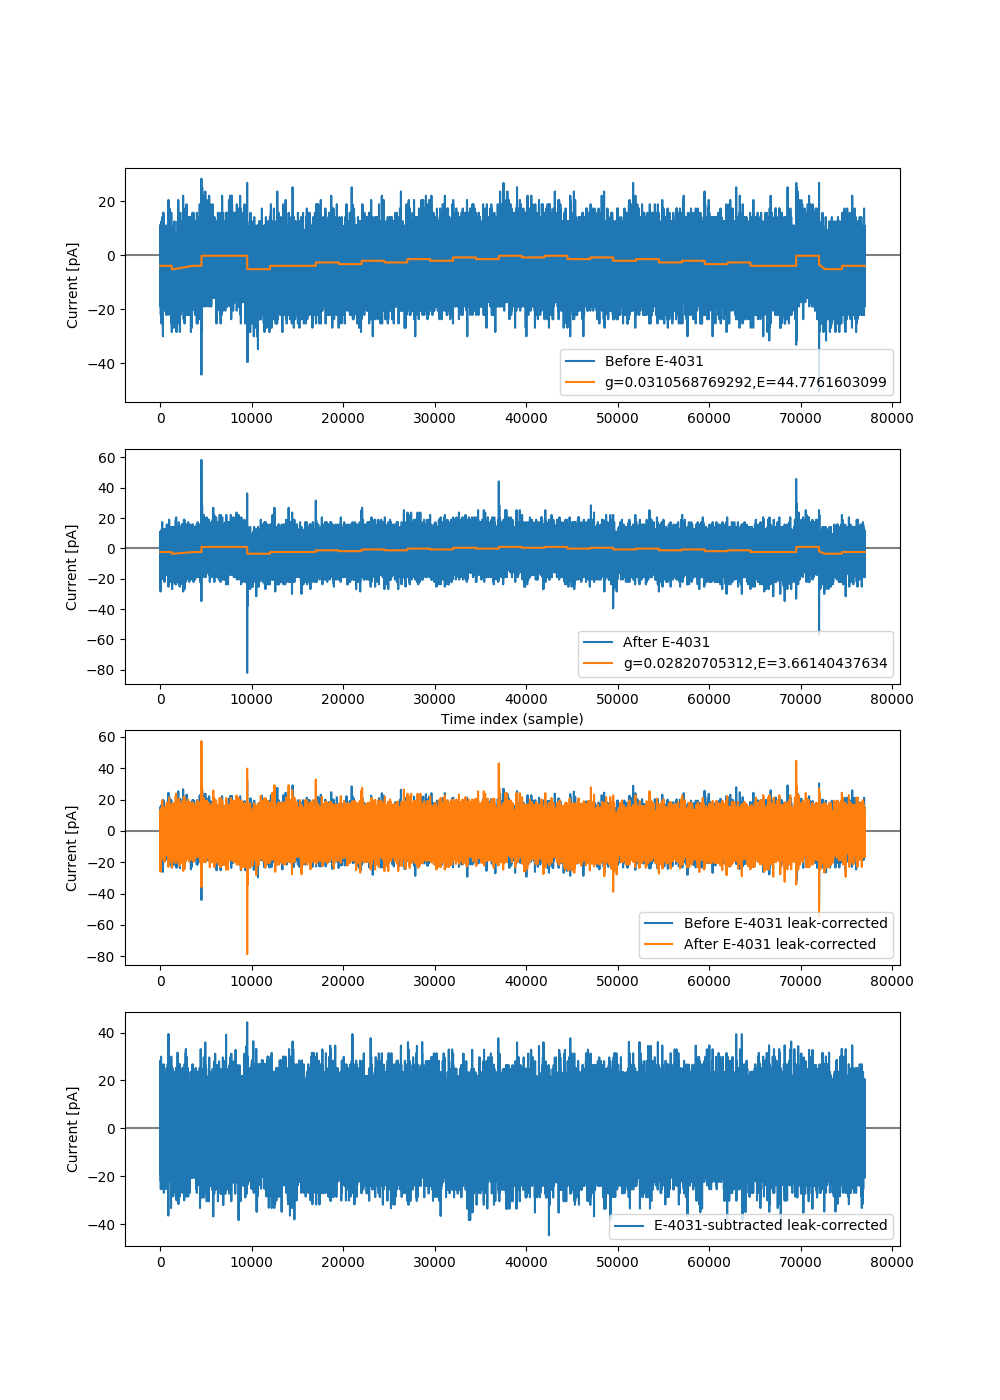 20
0
−20
−40
Current [pA]
Before E-4031
g=0.0310568769292,E=44.7761603099
0 10000 20000 30000 40000 50000 60000 70000 80000
60
40
20
0
−20
−40
−60
−80
Current [pA]
After E-4031
g=0.02820705312,E=3.66140437634
0 10000 20000 30000 40000 50000 60000 70000 80000
Time index (sample)
60
40
20
0
−20
−40
−60
−80
Current [pA]
Before E-4031 leak-corrected
After E-4031 leak-corrected
0 10000 20000 30000 40000 50000 60000 70000 80000
40
20
0
−20
−40
Current [pA]
E-4031-subtracted leak-corrected
0 10000 20000 30000 40000 50000 60000 70000 80000